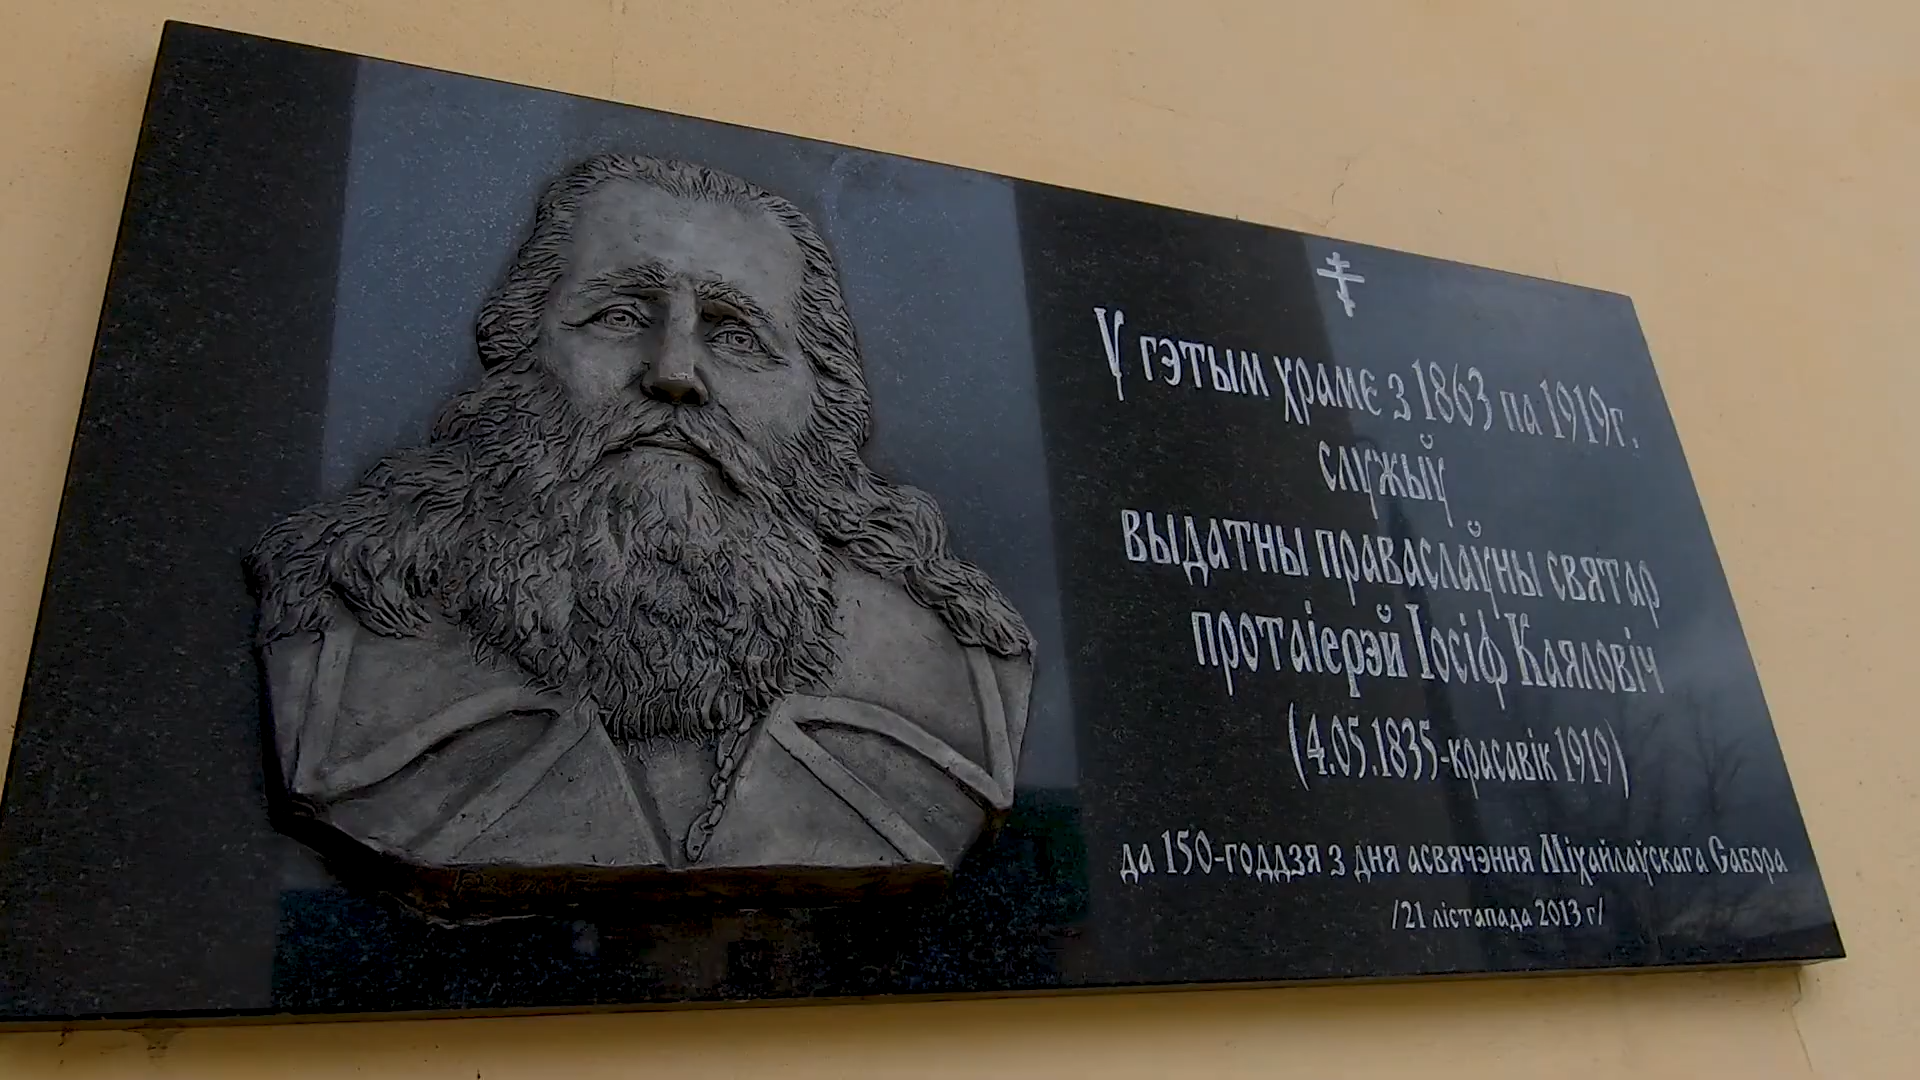 У гэтым храме з 1863 па 1919г.
служыў
выдатны праваслаўны святар
протаіерэй Іосіф Каяловіч
(4.05.1835-красавік 1919)
да 150-годдзя з дня асвячэння Міхайлаўскага Сабора
/21 лістапада 2013 г/